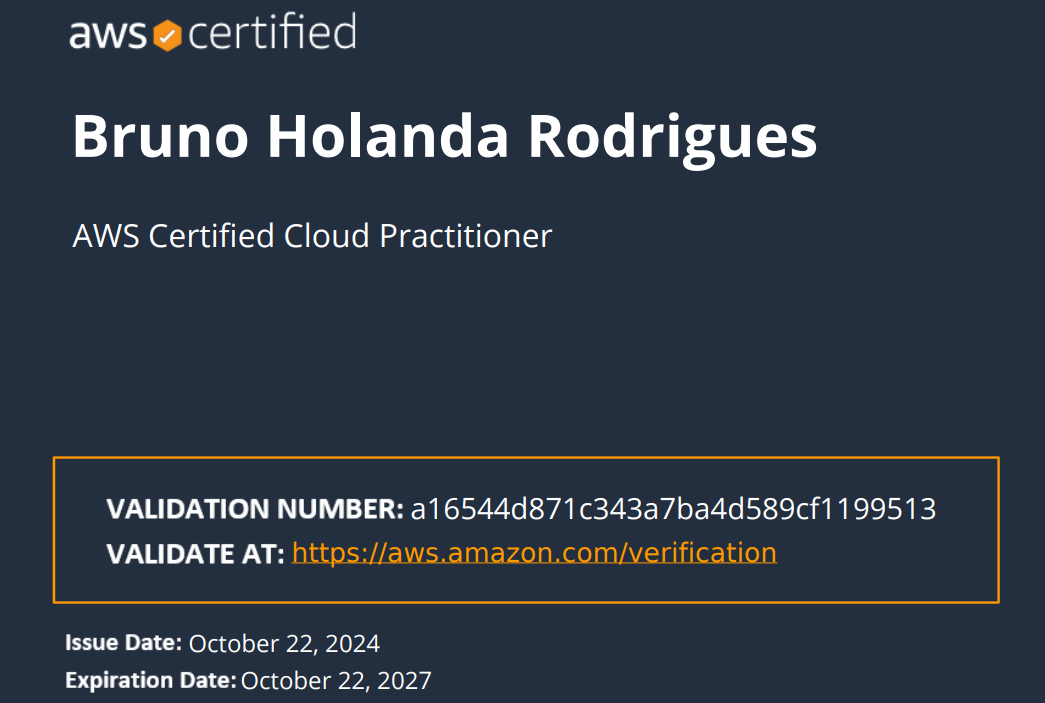 aws certified
Bruno Holanda Rodrigues
AWS Certified Cloud Practitioner
VALIDATION NUMBER: a16544d871c343a7ba4d589cf1199513
VALIDATE AT: https://aws.amazon.com/verification
Issue Date: October 22, 2024
Expiration Date: October 22, 2027